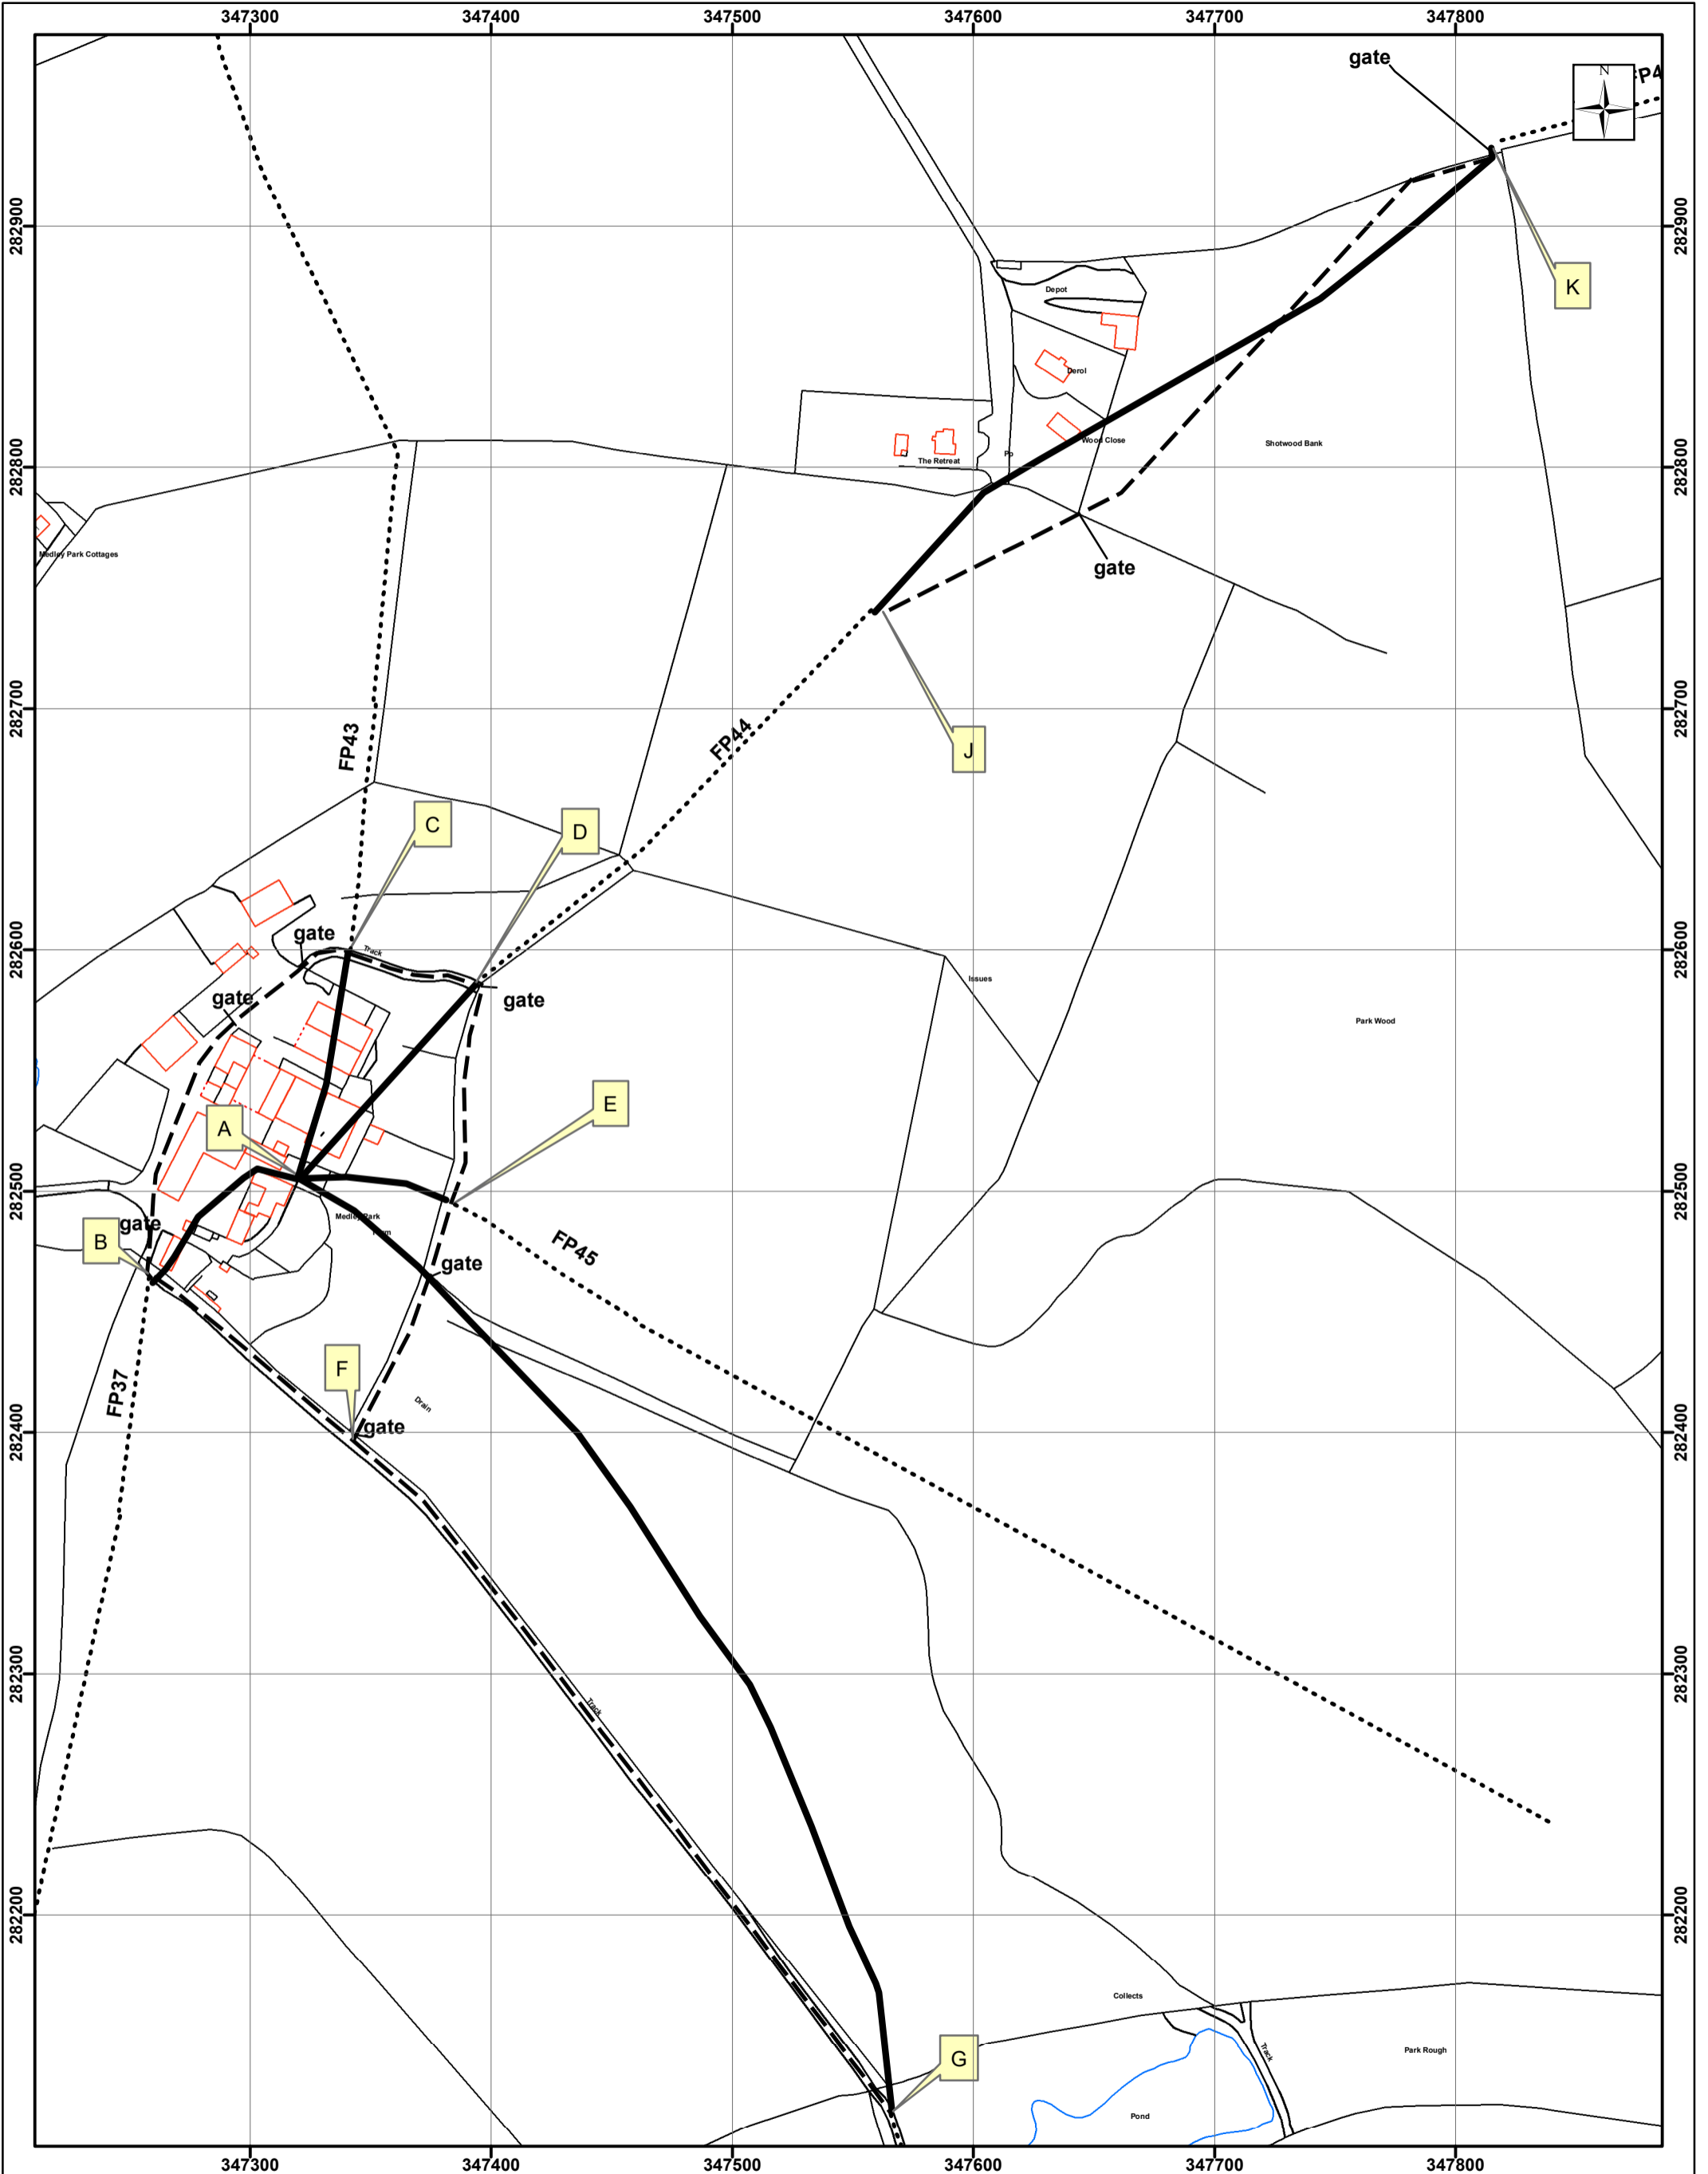 347300 347400 347500 347600 347700 347800
gate
N
282900 282900
K
Depot
Derol
Wood Close
Shotwood Bank
The Retreat
Pp
282800 282800
Medley Park Cottages
gate
282700 282700
FP43
FP44
J
C
D
gate
Track
282600 282600
gate
gate
Issues
Park Wood
E
A
282500 282500
Medley Park
gate
B
FP45
gate
F
FP37
Drain
gate
282400 282400
282300 282300
Track
282200 282200
Collects
G
Track
Park Rough
Pond
347300 347400 347500 347600 347700 347800